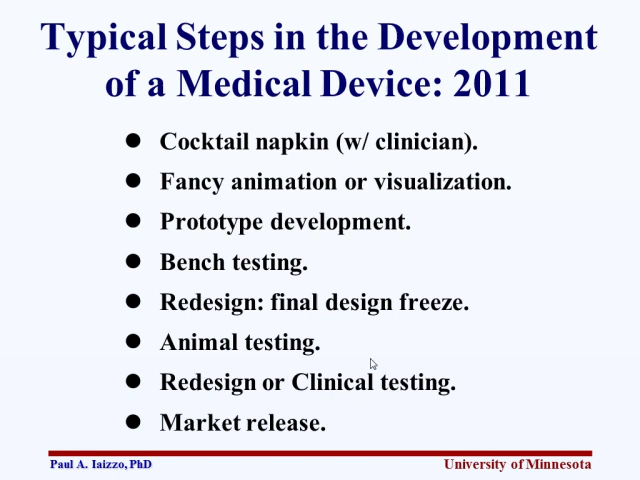 Typical Steps in the Development
of a Medical Device: 2011
● Cocktail napkin (w/ clinician).
● Fancy animation or visualization.
● Prototype development.
● Bench testing.
● Redesign: final design freeze.
● Animal testing.
● Redesign or Clinical testing.
● Market release.
Paul A. Iaizzo, PhD
University of Minnesota